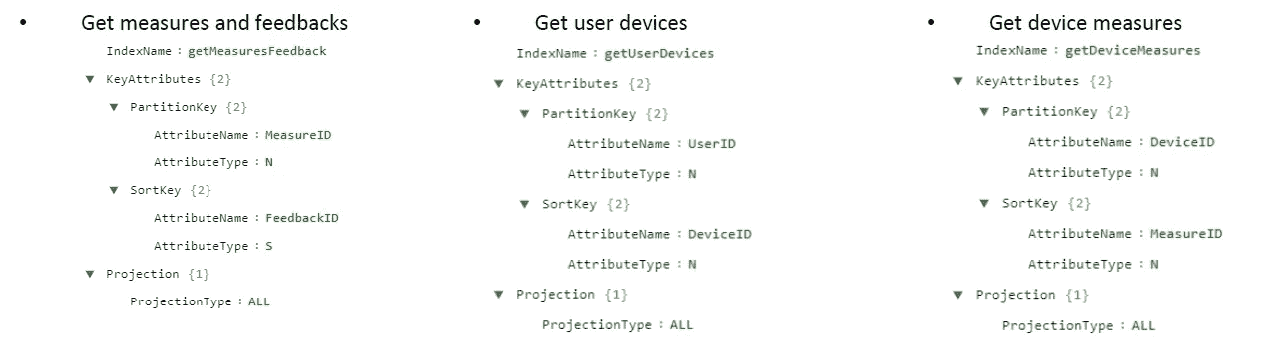 • Get measures and feedbacks
IndexName : getMeasuresFeedback
▼ KeyAttributes {2}
▼ PartitionKey {2}
AttributeName : MeasureID
AttributeType : N
▼ SortKey {2}
AttributeName : FeedbackID
AttributeType : S
▼ Projection {1}
ProjectionType : ALL
• Get user devices
IndexName : getUserDevices
▼ KeyAttributes {2}
▼ PartitionKey {2}
AttributeName : UserID
AttributeType : N
▼ SortKey {2}
AttributeName : DeviceID
AttributeType : N
▼ Projection {1}
ProjectionType : ALL
• Get device measures
IndexName : getDeviceMeasures
▼ KeyAttributes {2}
▼ PartitionKey {2}
AttributeName : DeviceID
AttributeType : N
▼ SortKey {2}
AttributeName : MeasureID
AttributeType : N
▼ Projection {1}
ProjectionType : ALL